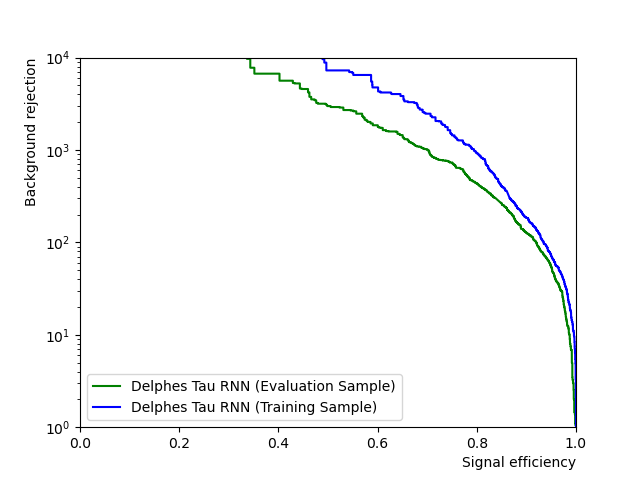 Background rejection
10⁴
10³
10²
10¹
10⁰
Delphes Tau RNN (Evaluation Sample)
Delphes Tau RNN (Training Sample)
0.0 0.2 0.4 0.6 0.8 1.0
Signal efficiency